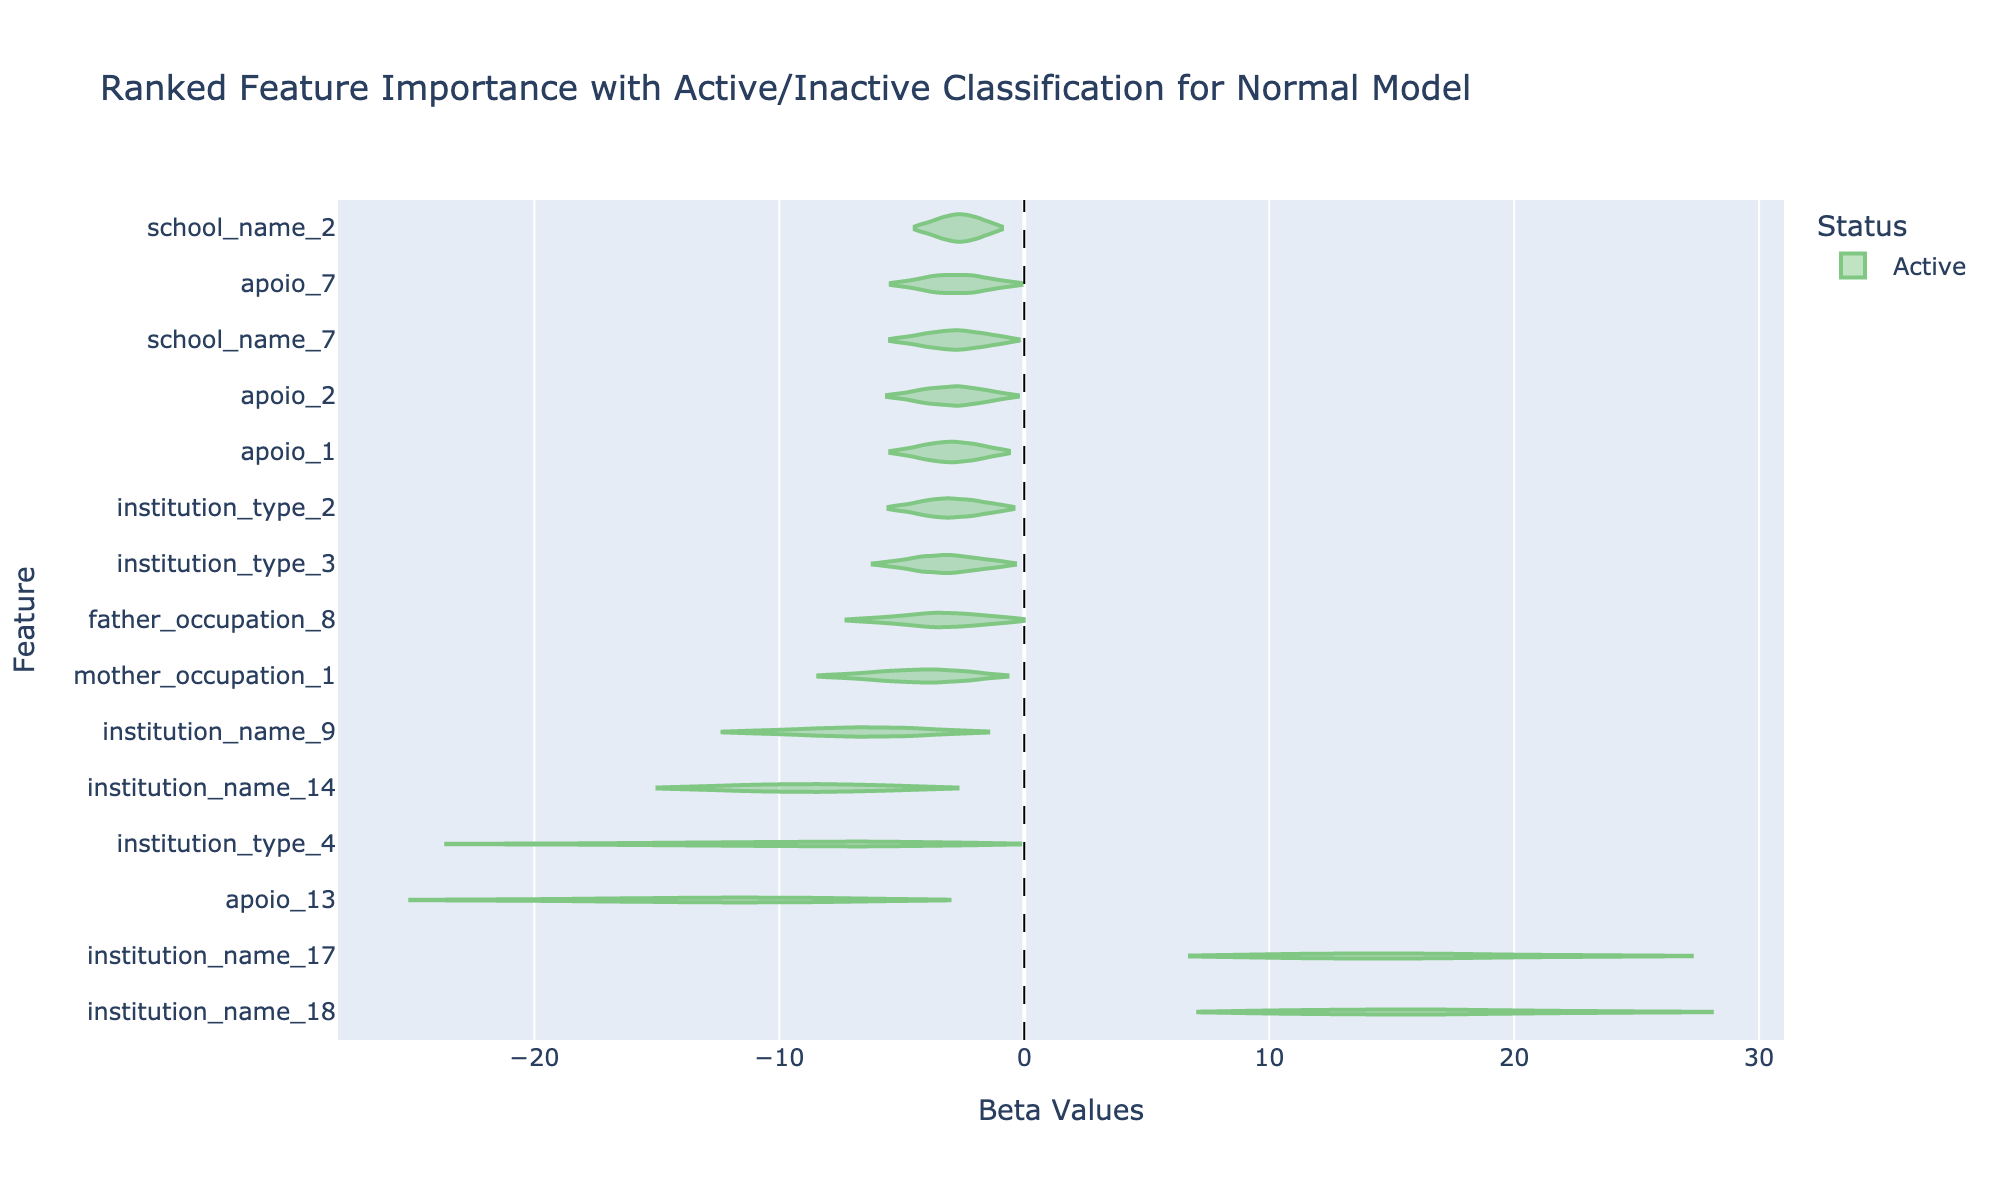 Ranked Feature Importance with Active/Inactive Classification for Normal Model
Status
Active
Feature
school_name_2
apoio_7
school_name_7
apoio_2
apoio_1
institution_type_2
institution_type_3
father_occupation_8
mother_occupation_1
institution_name_9
institution_name_14
institution_type_4
apoio_13
institution_name_17
institution_name_18
−20 −10 0 10 20 30
Beta Values